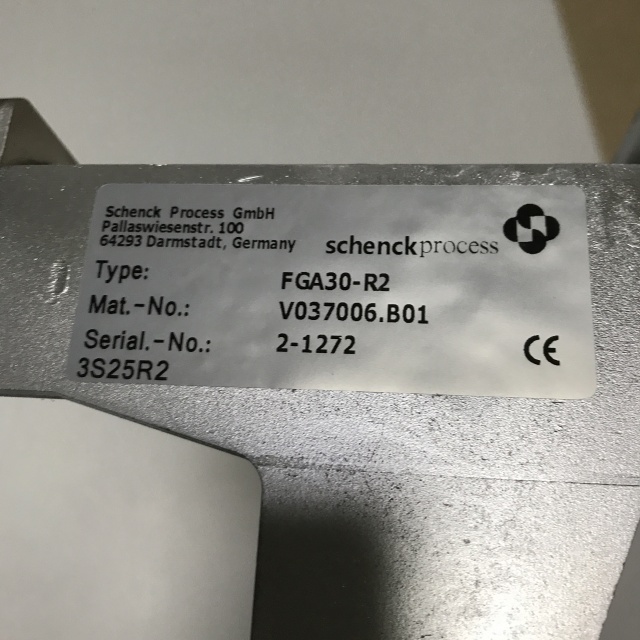 Schenck Process GmbH
Pallaswiesenstr. 100
64293 Darmstadt, Germany
schenckprocess
Type: FGA30-R2
Mat.-No.: V037006.B01
Serial.-No.: 2-1272
CE
3S25R2